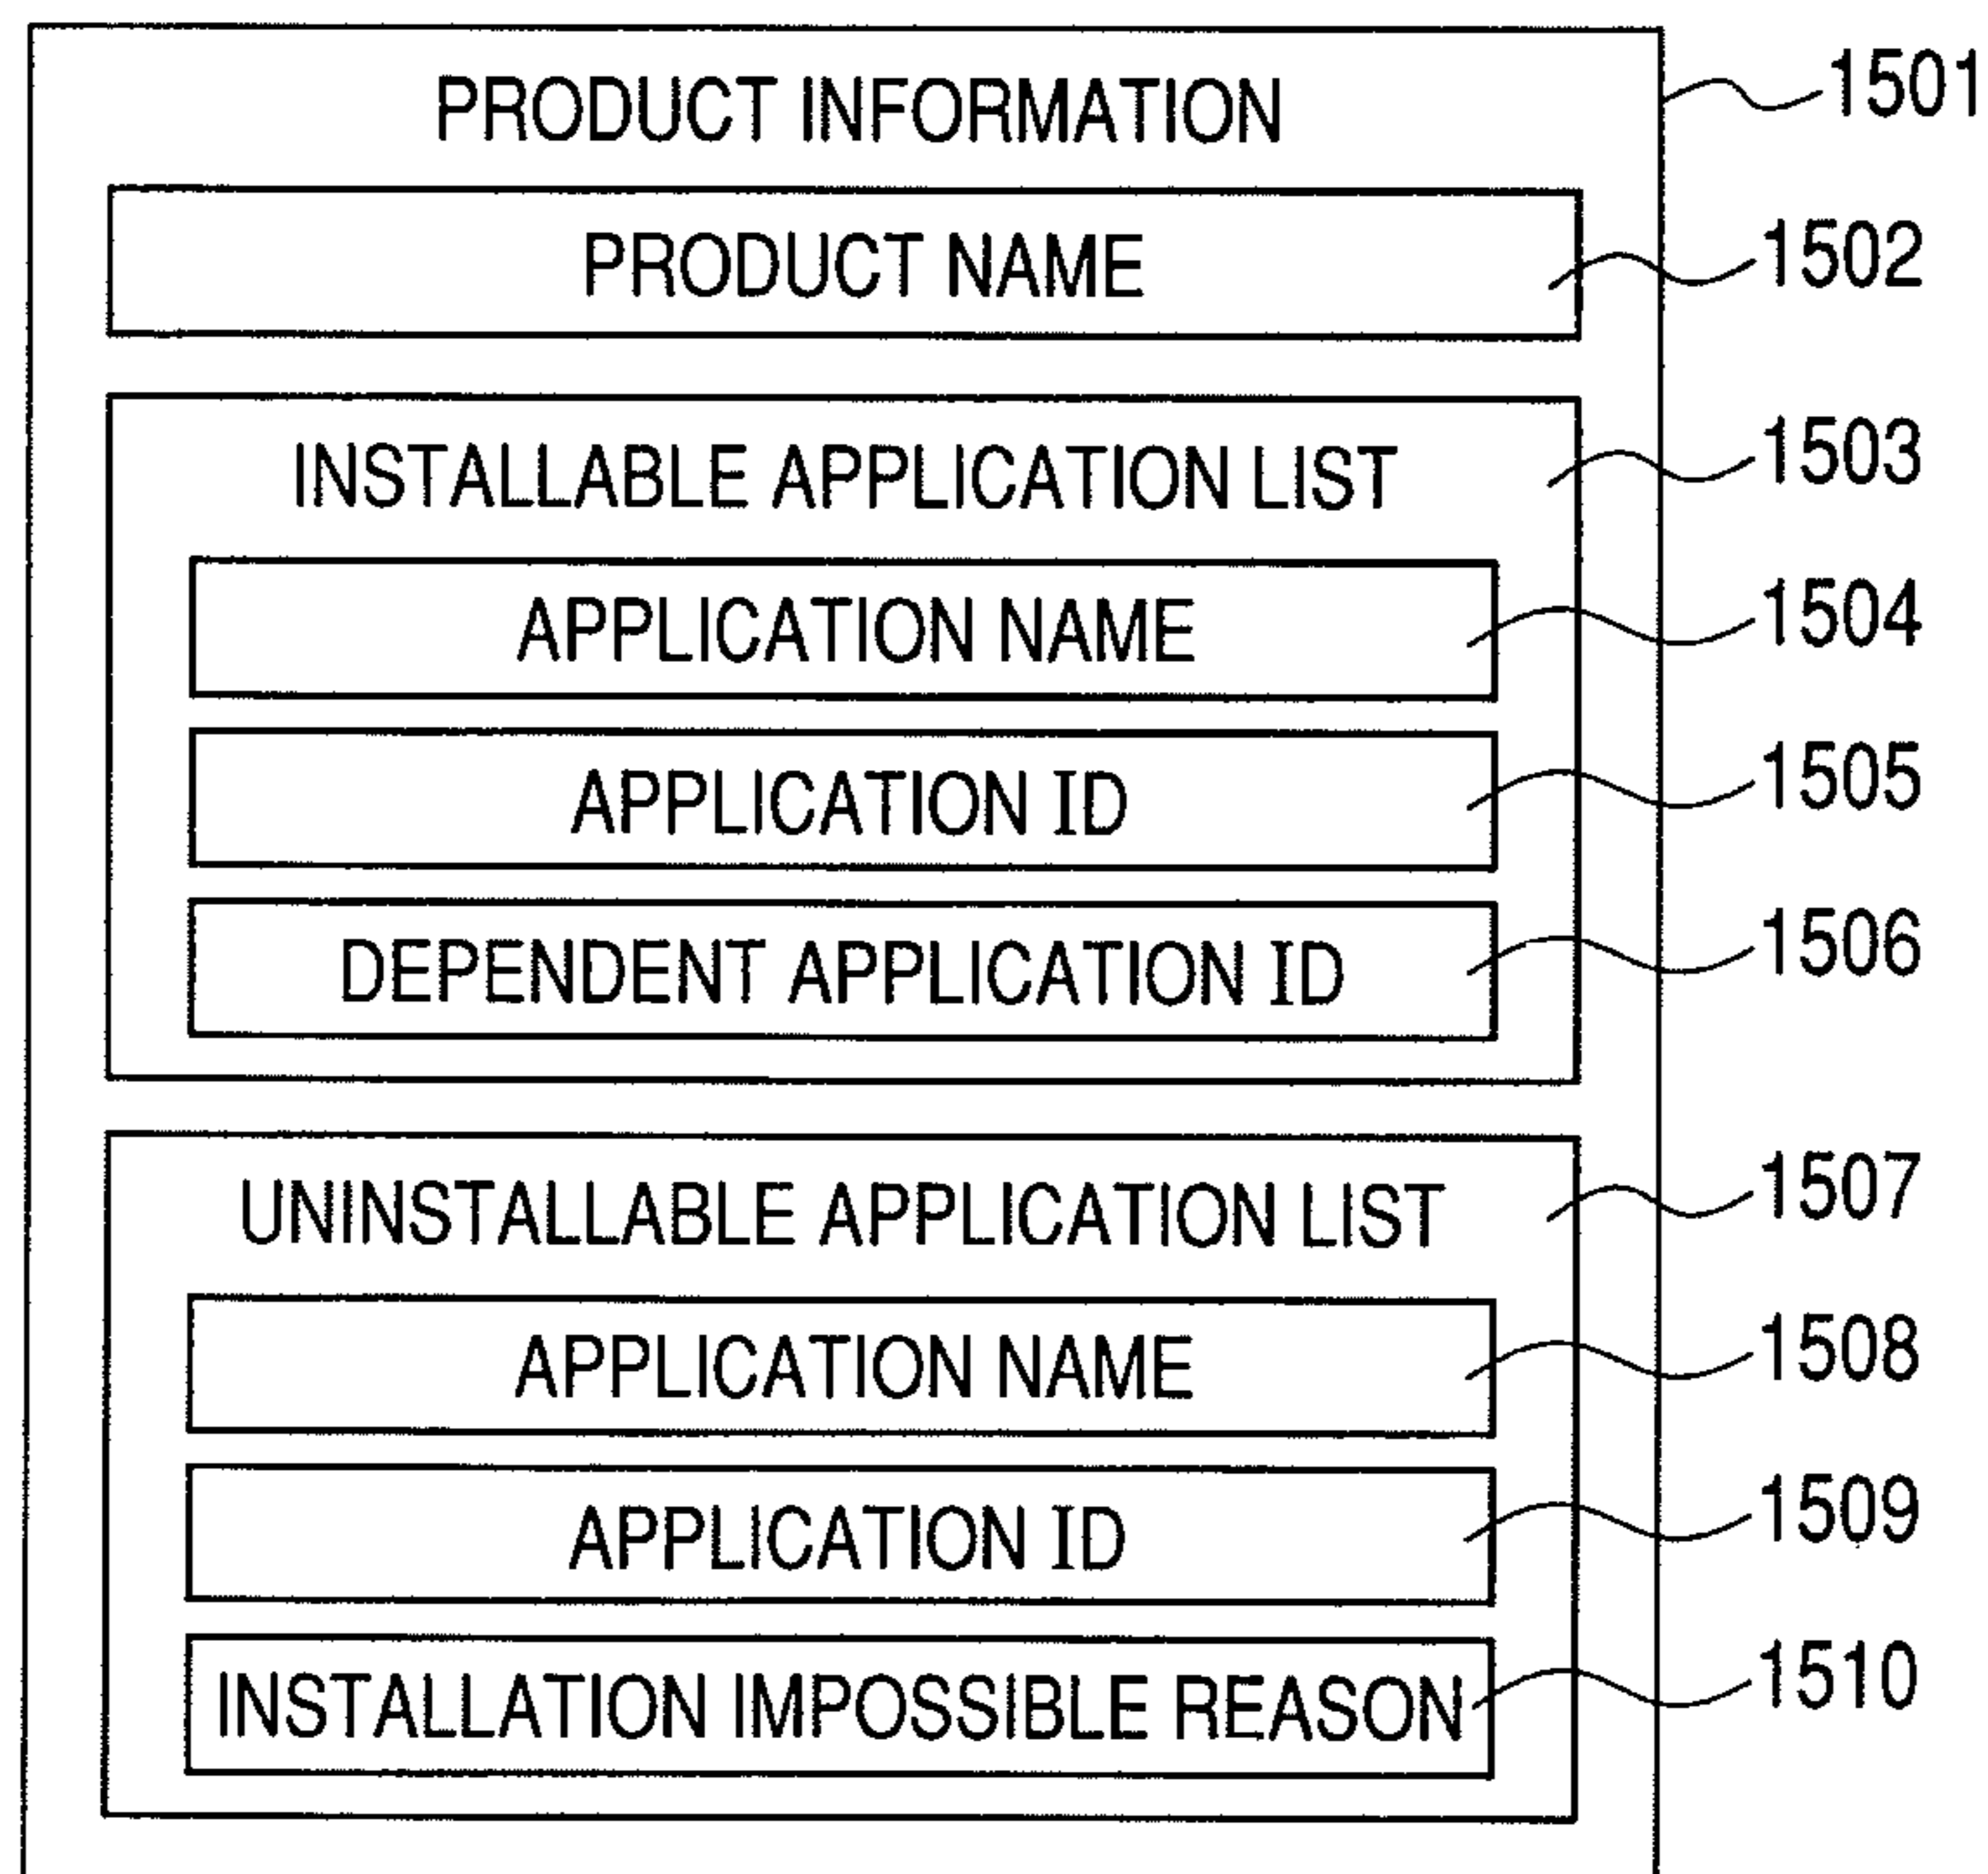 PRODUCT INFORMATION 1501
PRODUCT NAME 1502
INSTALLABLE APPLICATION LIST 1503
APPLICATION NAME 1504
APPLICATION ID 1505
DEPENDENT APPLICATION ID 1506
UNINSTALLABLE APPLICATION LIST 1507
APPLICATION NAME 1508
APPLICATION ID 1509
INSTALLATION IMPOSSIBLE REASON 1510